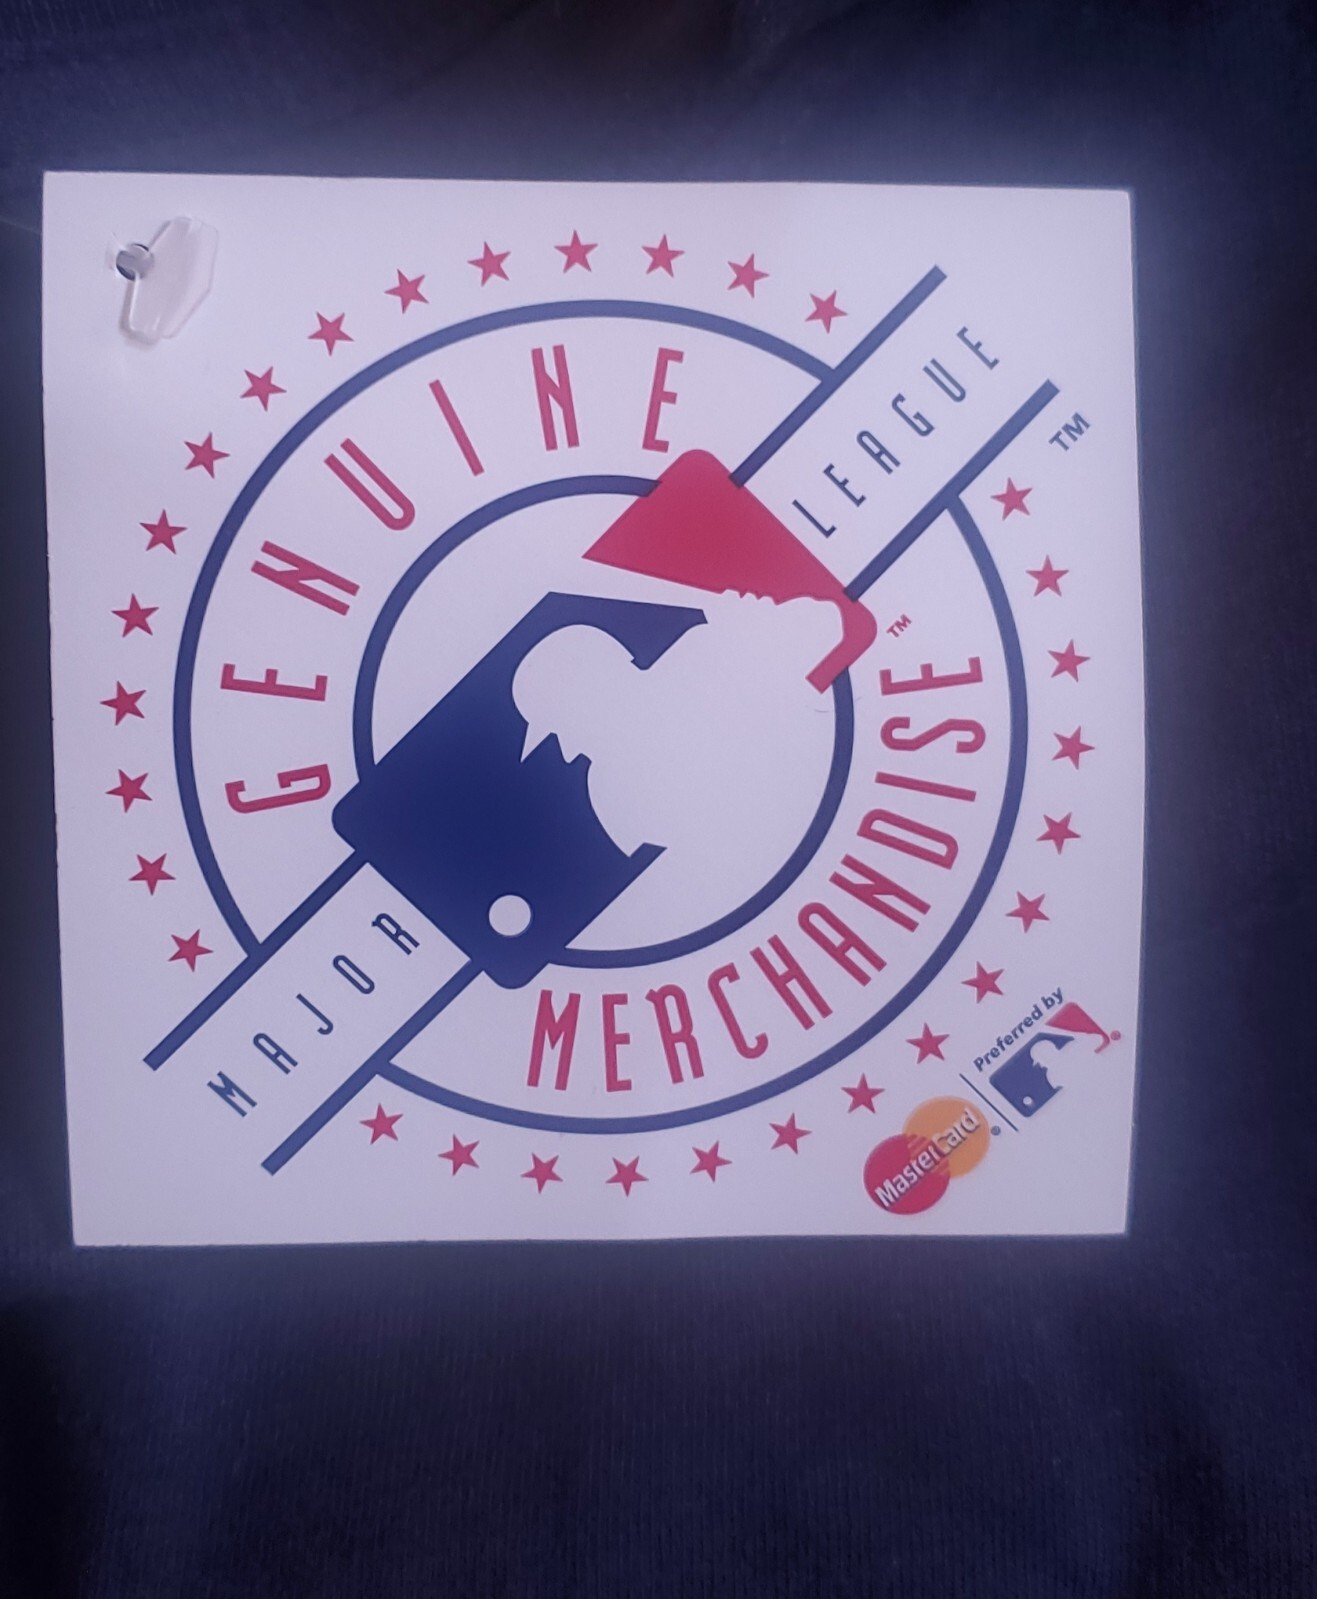 GENUINE
MAJOR LEAGUE TM
TM
MERCHANDISE
Preferred by
®
MasterCard ®